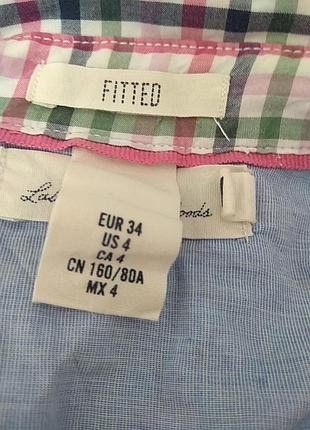 FITTED
EUR 34
US 4
CA 4
CN 160/80A
MX 4